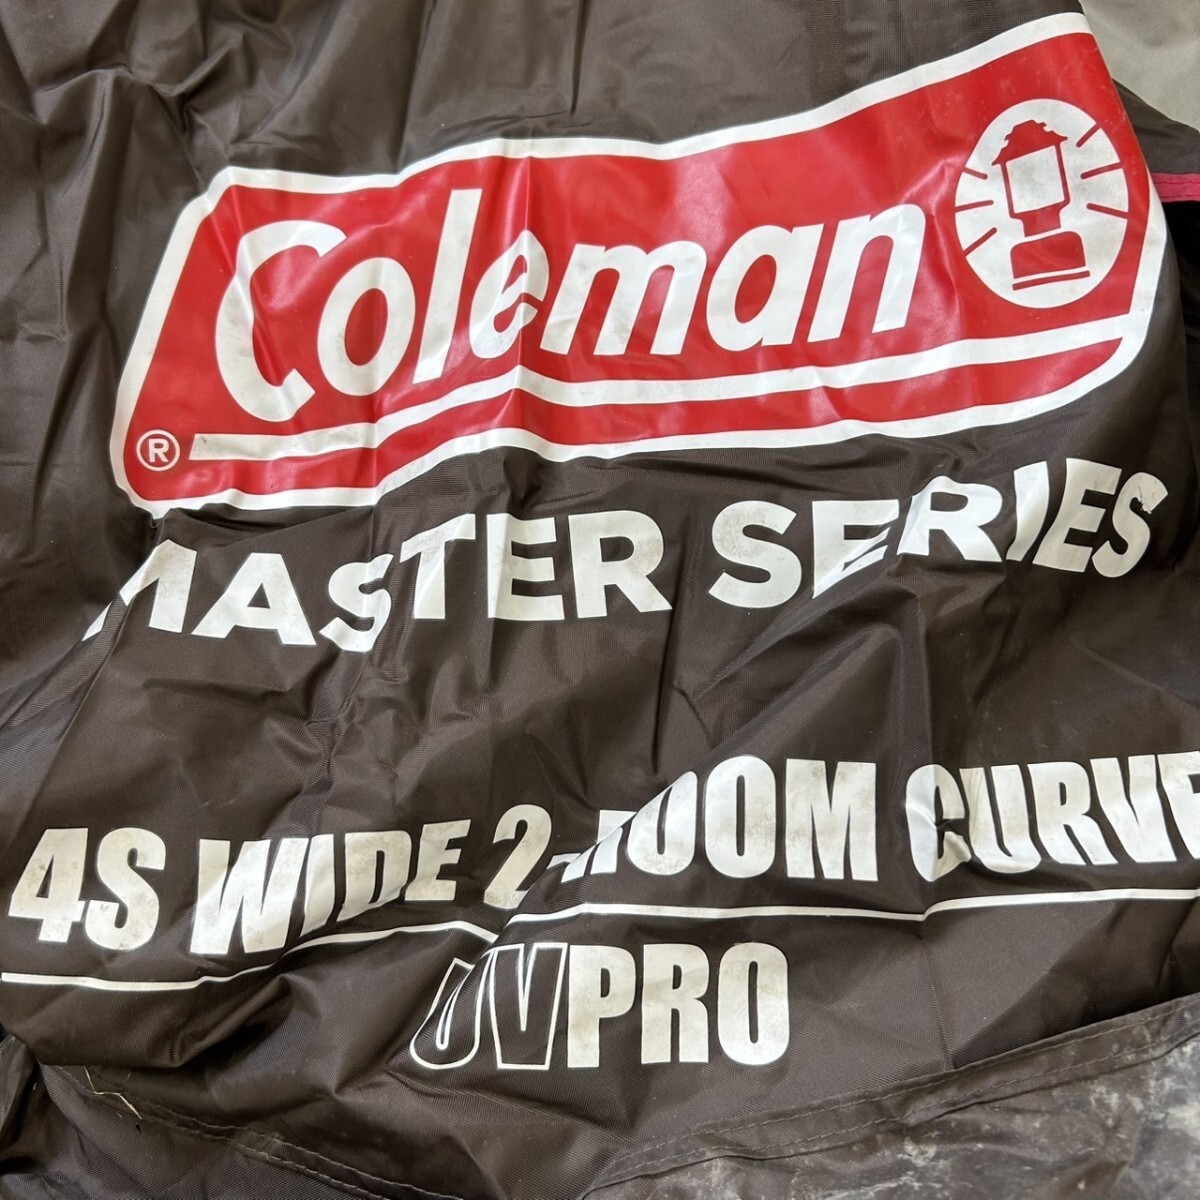 Coleman
®
MASTER SERIES
4S WIDE 2-ROOM CURVE
UVPRO